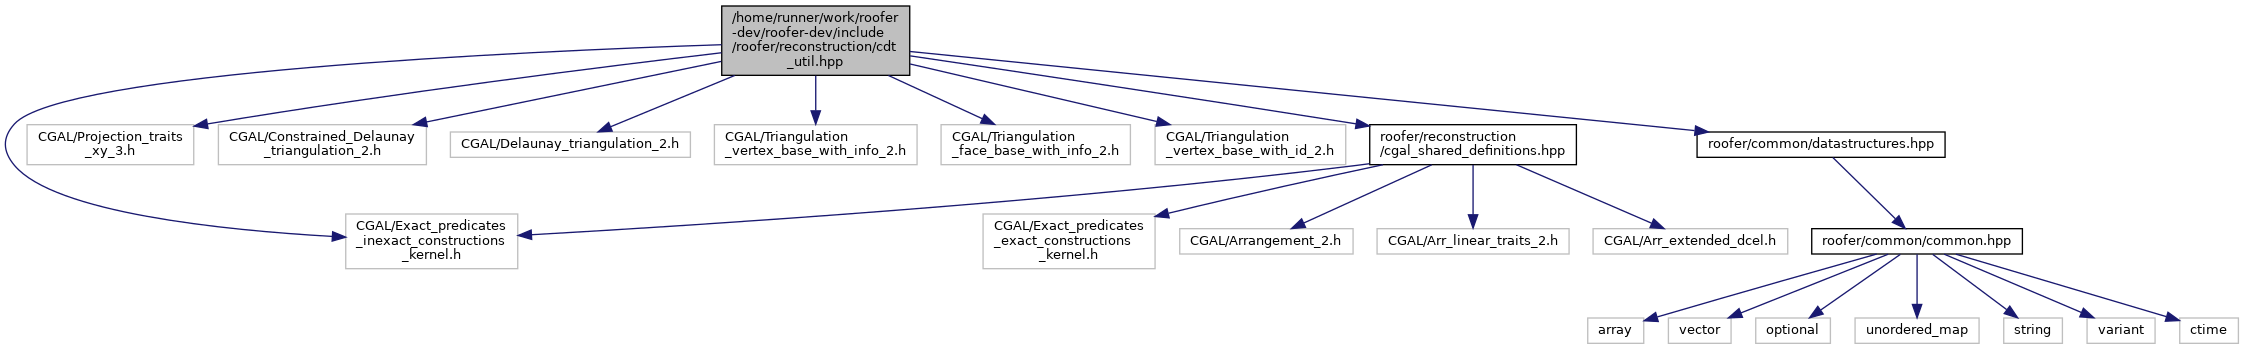 /home/runner/work/roofer
-dev/roofer-dev/include
/roofer/reconstruction/cdt
_util.hpp
CGAL/Projection_traits
_xy_3.h
CGAL/Constrained_Delaunay
_triangulation_2.h
CGAL/Delaunay_triangulation_2.h
CGAL/Triangulation
_vertex_base_with_info_2.h
CGAL/Triangulation
_face_base_with_info_2.h
CGAL/Triangulation
_vertex_base_with_id_2.h
roofer/reconstruction
/cgal_shared_definitions.hpp
roofer/common/datastructures.hpp
CGAL/Exact_predicates
_inexact_constructions
_kernel.h
CGAL/Exact_predicates
_exact_constructions
_kernel.h
CGAL/Arrangement_2.h
CGAL/Arr_linear_traits_2.h
CGAL/Arr_extended_dcel.h
roofer/common/common.hpp
array
vector
optional
unordered_map
string
variant
ctime